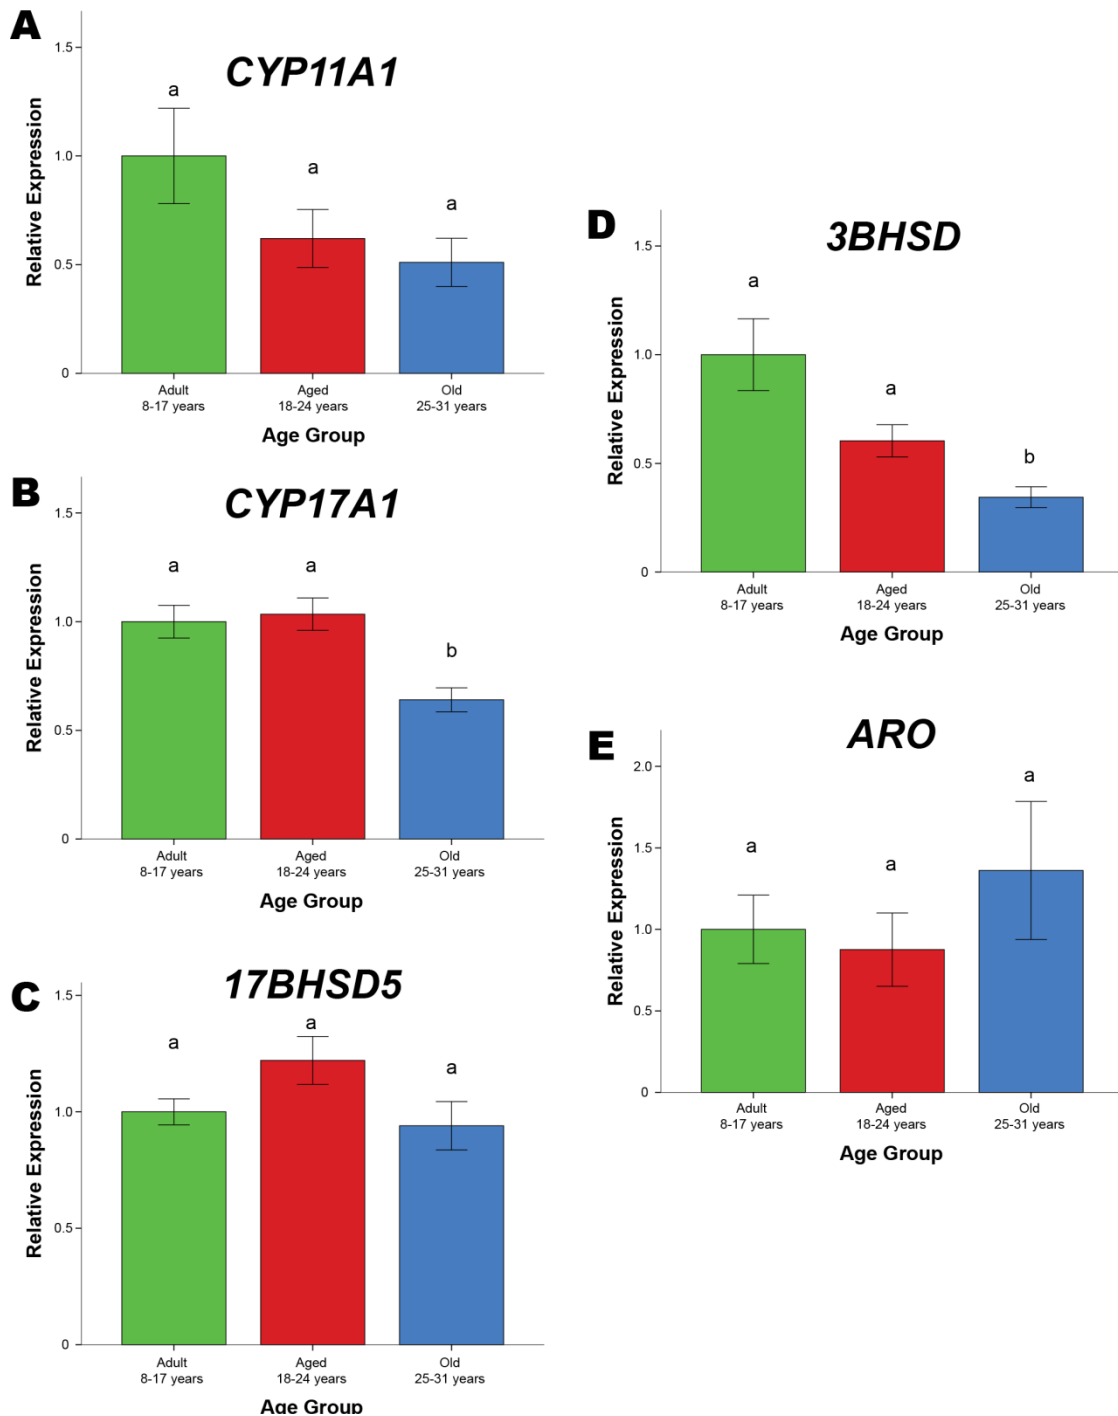 A
CYP11A1
1.5
1.0
0.5
0
Relative Expression
a
a
a
Adult
8-17 years
Aged
18-24 years
Old
25-31 years
Age Group
B
CYP17A1
1.5
1.0
0.5
0
Relative Expression
a
a
b
Adult
8-17 years
Aged
18-24 years
Old
25-31 years
Age Group
C
17BHSD5
1.5
1.0
0.5
0
Relative Expression
a
a
a
Adult
8-17 years
Aged
18-24 years
Old
25-31 years
Age Group
D
3BHSD
1.5
1.0
0.5
0
Relative Expression
a
a
b
Adult
8-17 years
Aged
18-24 years
Old
25-31 years
Age Group
E
ARO
2.0
1.5
1.0
0.5
0
Relative Expression
a
a
a
Adult
8-17 years
Aged
18-24 years
Old
25-31 years
Age Group